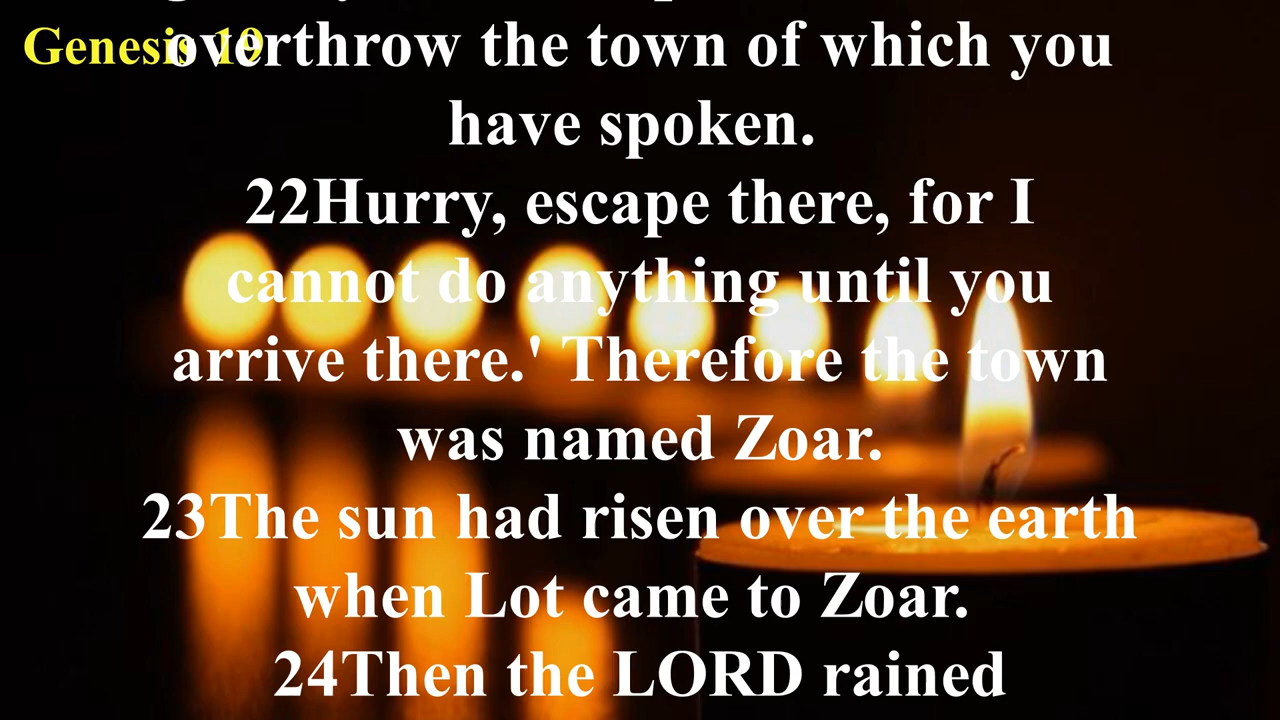 Genesis 19
overthrow the town of which you
have spoken.
22Hurry, escape there, for I
cannot do anything until you
arrive there.' Therefore the town
was named Zoar.
23The sun had risen over the earth
when Lot came to Zoar.
24Then the LORD rained